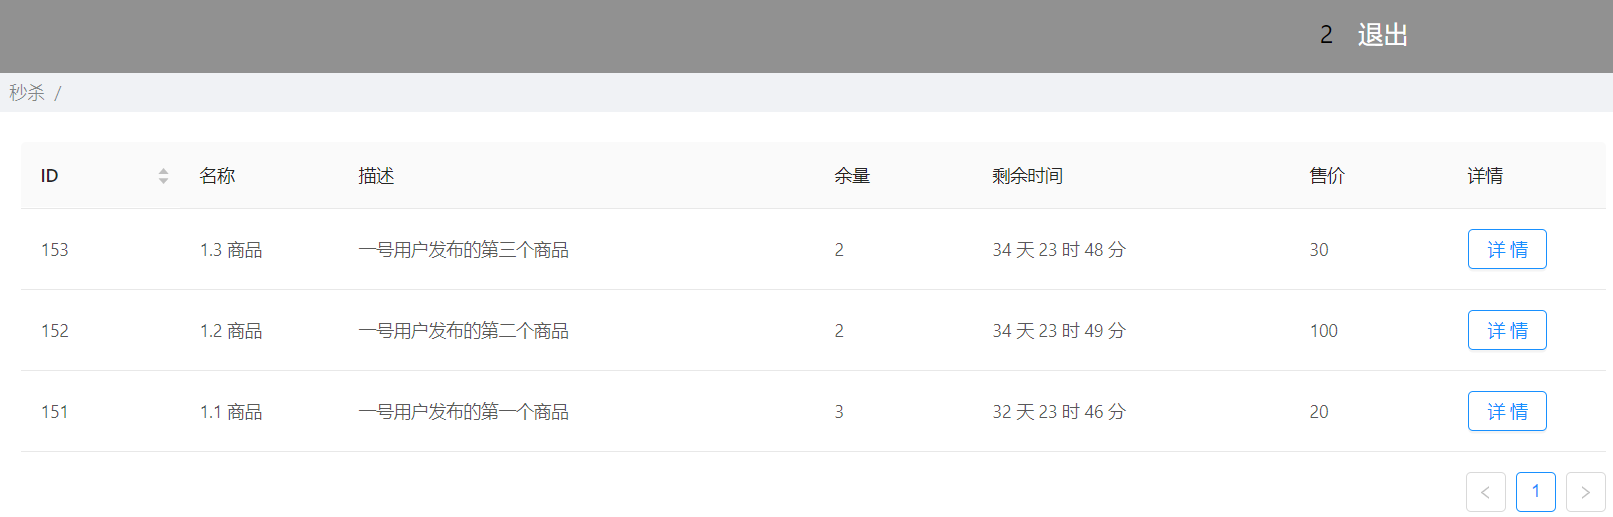 2 退出
秒杀 /
ID 名称 描述 余量 剩余时间 售价 详情
153 1.3 商品 一号用户发布的第三个商品 2 34 天 23 时 48 分 30 详 情
152 1.2 商品 一号用户发布的第二个商品 2 34 天 23 时 49 分 100 详 情
151 1.1 商品 一号用户发布的第一个商品 3 32 天 23 时 46 分 20 详 情
< 1 >